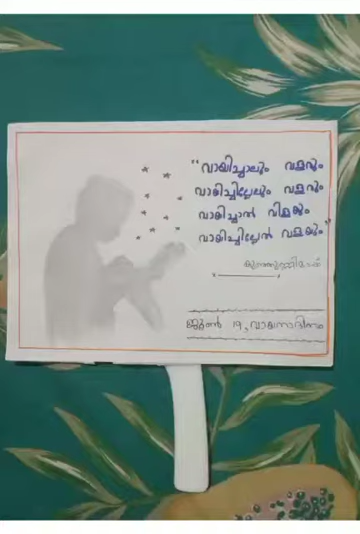 "വായിച്ചാലും വളരും
വായിച്ചില്ലേലും വളരും
വായിച്ചാൽ വിളയും
വായിച്ചില്ലേൽ വളയും"
കുഞ്ഞുണ്ണിമാഷ്
ജൂൺ 19, വായനാദിനം